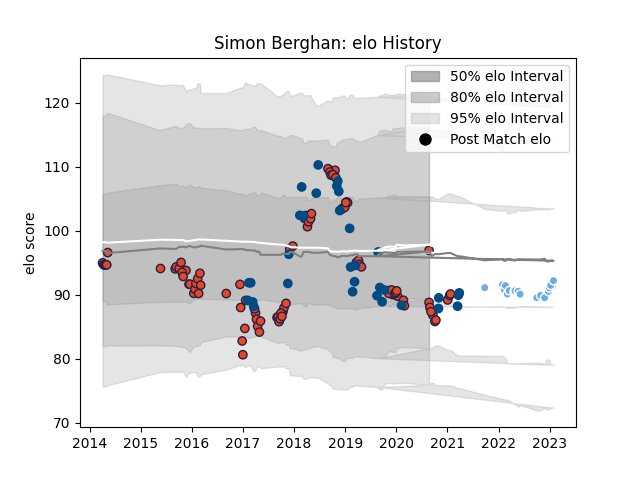 Simon Berghan: elo History
50% elo Interval
80% elo Interval
95% elo Interval
Post Match elo
elo score
120
110
100
90
80
70
2014 2015 2016 2017 2018 2019 2020 2021 2022 2023